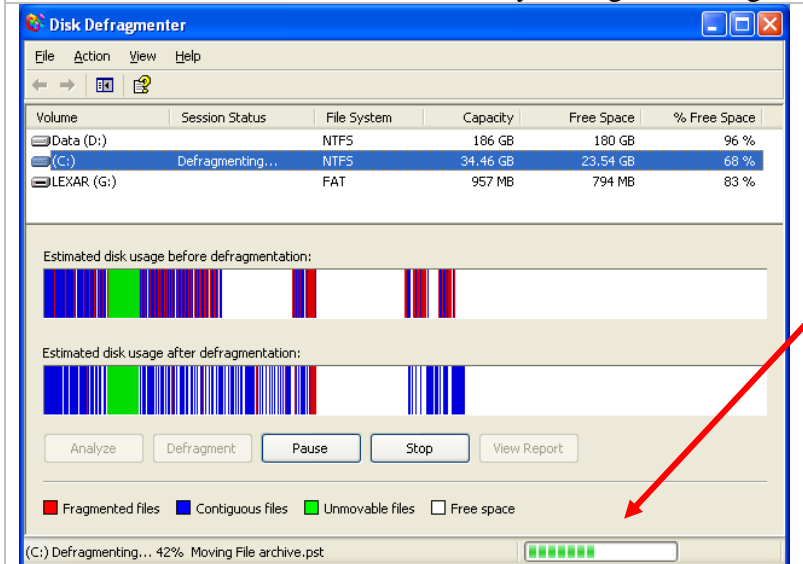 Disk Defragmenter
File Action View Help
Volume Session Status File System Capacity Free Space % Free Space
Data (D:) NTFS 186 GB 180 GB 96 %
(C:) Defragmenting... NTFS 34.46 GB 23.54 GB 68 %
LEXAR (G:) FAT 957 MB 794 MB 83 %
Estimated disk usage before defragmentation:
Estimated disk usage after defragmentation:
Analyze Defragment Pause Stop View Report
Fragmented files Contiguous files Unmovable files Free space
(C:) Defragmenting... 42% Moving File archive.pst